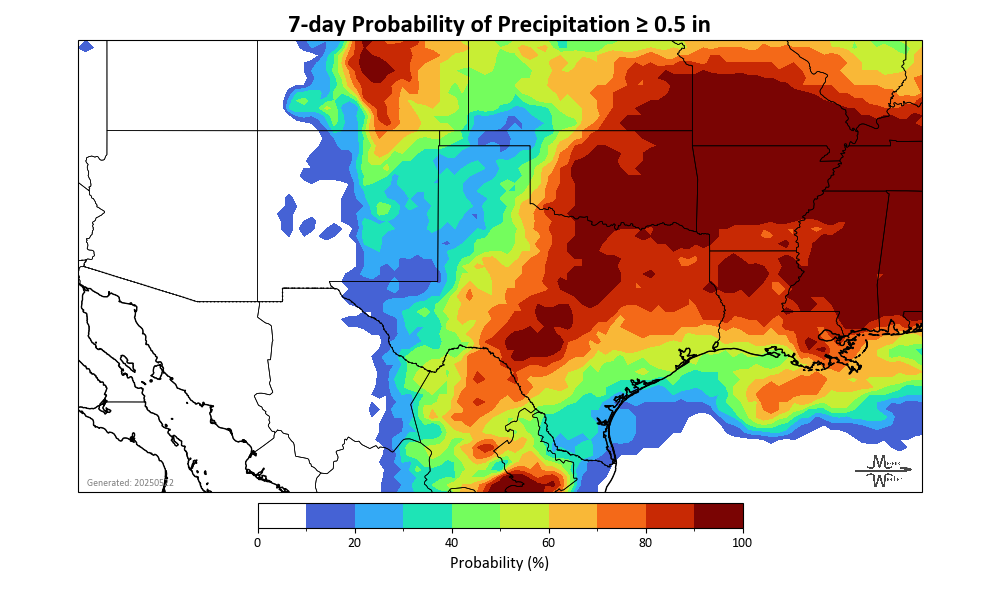 7-day Probability of Precipitation ≥ 0.5 in
Generated: 20250522
0 20 40 60 80 100
Probability (%)